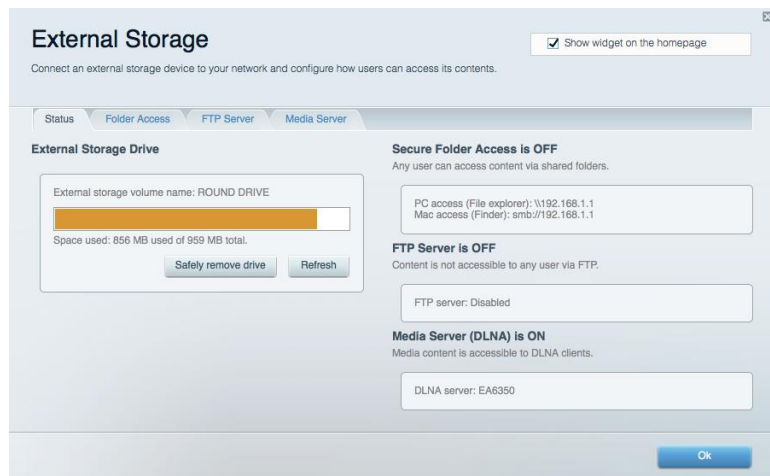 External Storage
Show widget on the homepage
Connect an external storage device to your network and configure how users can access its contents.
Status
Folder Access
FTP Server
Media Server
External Storage Drive
External storage volume name: ROUND DRIVE
Space used: 856 MB used of 959 MB total.
Safely remove drive
Refresh
Secure Folder Access is OFF
Any user can access content via shared folders.
PC access (File explorer): \\192.168.1.1
Mac access (Finder): smb://192.168.1.1
FTP Server is OFF
Content is not accessible to any user via FTP.
FTP server: Disabled
Media Server (DLNA) is ON
Media content is accessible to DLNA clients.
DLNA server: EA6350
Ok